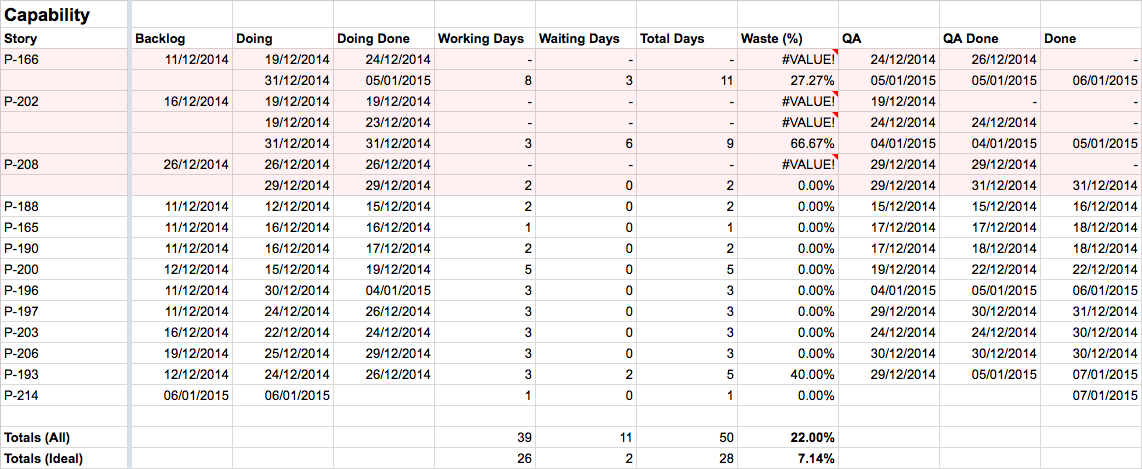 Capability
Story Backlog Doing Doing Done Working Days Waiting Days Total Days Waste (%) QA QA Done Done
P-166 11/12/2014 19/12/2014 24/12/2014 - - - #VALUE! 24/12/2014 26/12/2014 -
31/12/2014 05/01/2015 8 3 11 27.27% 05/01/2015 05/01/2015 06/01/2015
P-202 16/12/2014 19/12/2014 19/12/2014 - - - #VALUE! 19/12/2014 - -
19/12/2014 23/12/2014 - - - #VALUE! 24/12/2014 24/12/2014 -
31/12/2014 31/12/2014 3 6 9 66.67% 04/01/2015 04/01/2015 05/01/2015
P-208 26/12/2014 26/12/2014 26/12/2014 - - - #VALUE! 29/12/2014 29/12/2014 -
29/12/2014 29/12/2014 2 0 2 0.00% 29/12/2014 31/12/2014 31/12/2014
P-188 11/12/2014 12/12/2014 15/12/2014 2 0 2 0.00% 15/12/2014 15/12/2014 16/12/2014
P-165 11/12/2014 16/12/2014 16/12/2014 1 0 1 0.00% 17/12/2014 17/12/2014 18/12/2014
P-190 11/12/2014 16/12/2014 17/12/2014 2 0 2 0.00% 17/12/2014 18/12/2014 18/12/2014
P-200 12/12/2014 15/12/2014 19/12/2014 5 0 5 0.00% 19/12/2014 22/12/2014 22/12/2014
P-196 11/12/2014 30/12/2014 04/01/2015 3 0 3 0.00% 04/01/2015 05/01/2015 06/01/2015
P-197 11/12/2014 24/12/2014 26/12/2014 3 0 3 0.00% 29/12/2014 30/12/2014 31/12/2014
P-203 16/12/2014 22/12/2014 24/12/2014 3 0 3 0.00% 24/12/2014 24/12/2014 30/12/2014
P-206 19/12/2014 25/12/2014 29/12/2014 3 0 3 0.00% 30/12/2014 30/12/2014 30/12/2014
P-193 12/12/2014 24/12/2014 26/12/2014 3 2 5 40.00% 29/12/2014 05/01/2015 07/01/2015
P-214 06/01/2015 06/01/2015 1 0 1 0.00% 07/01/2015
Totals (All) 39 11 50 22.00%
Totals (Ideal) 26 2 28 7.14%